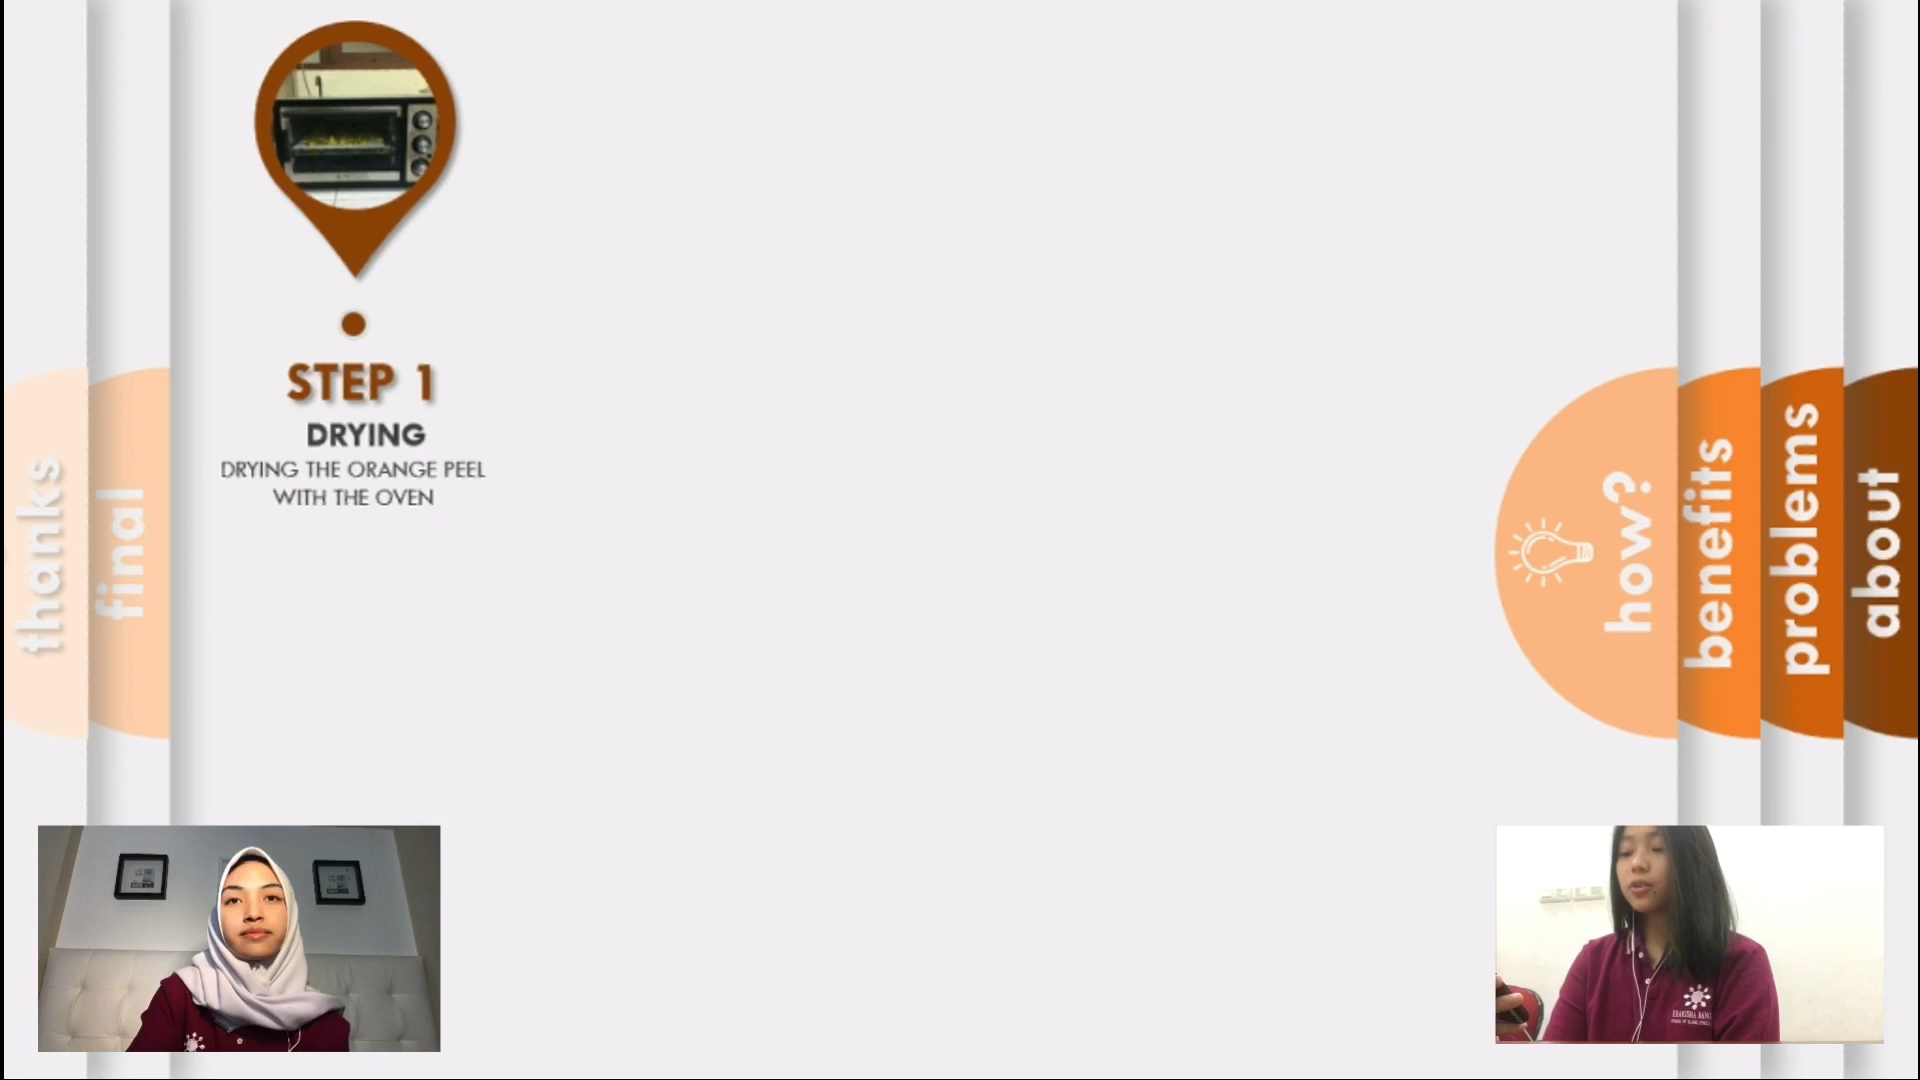 STEP 1
DRYING
DRYING THE ORANGE PEEL
WITH THE OVEN
thanks
final
how?
benefits
problems
about